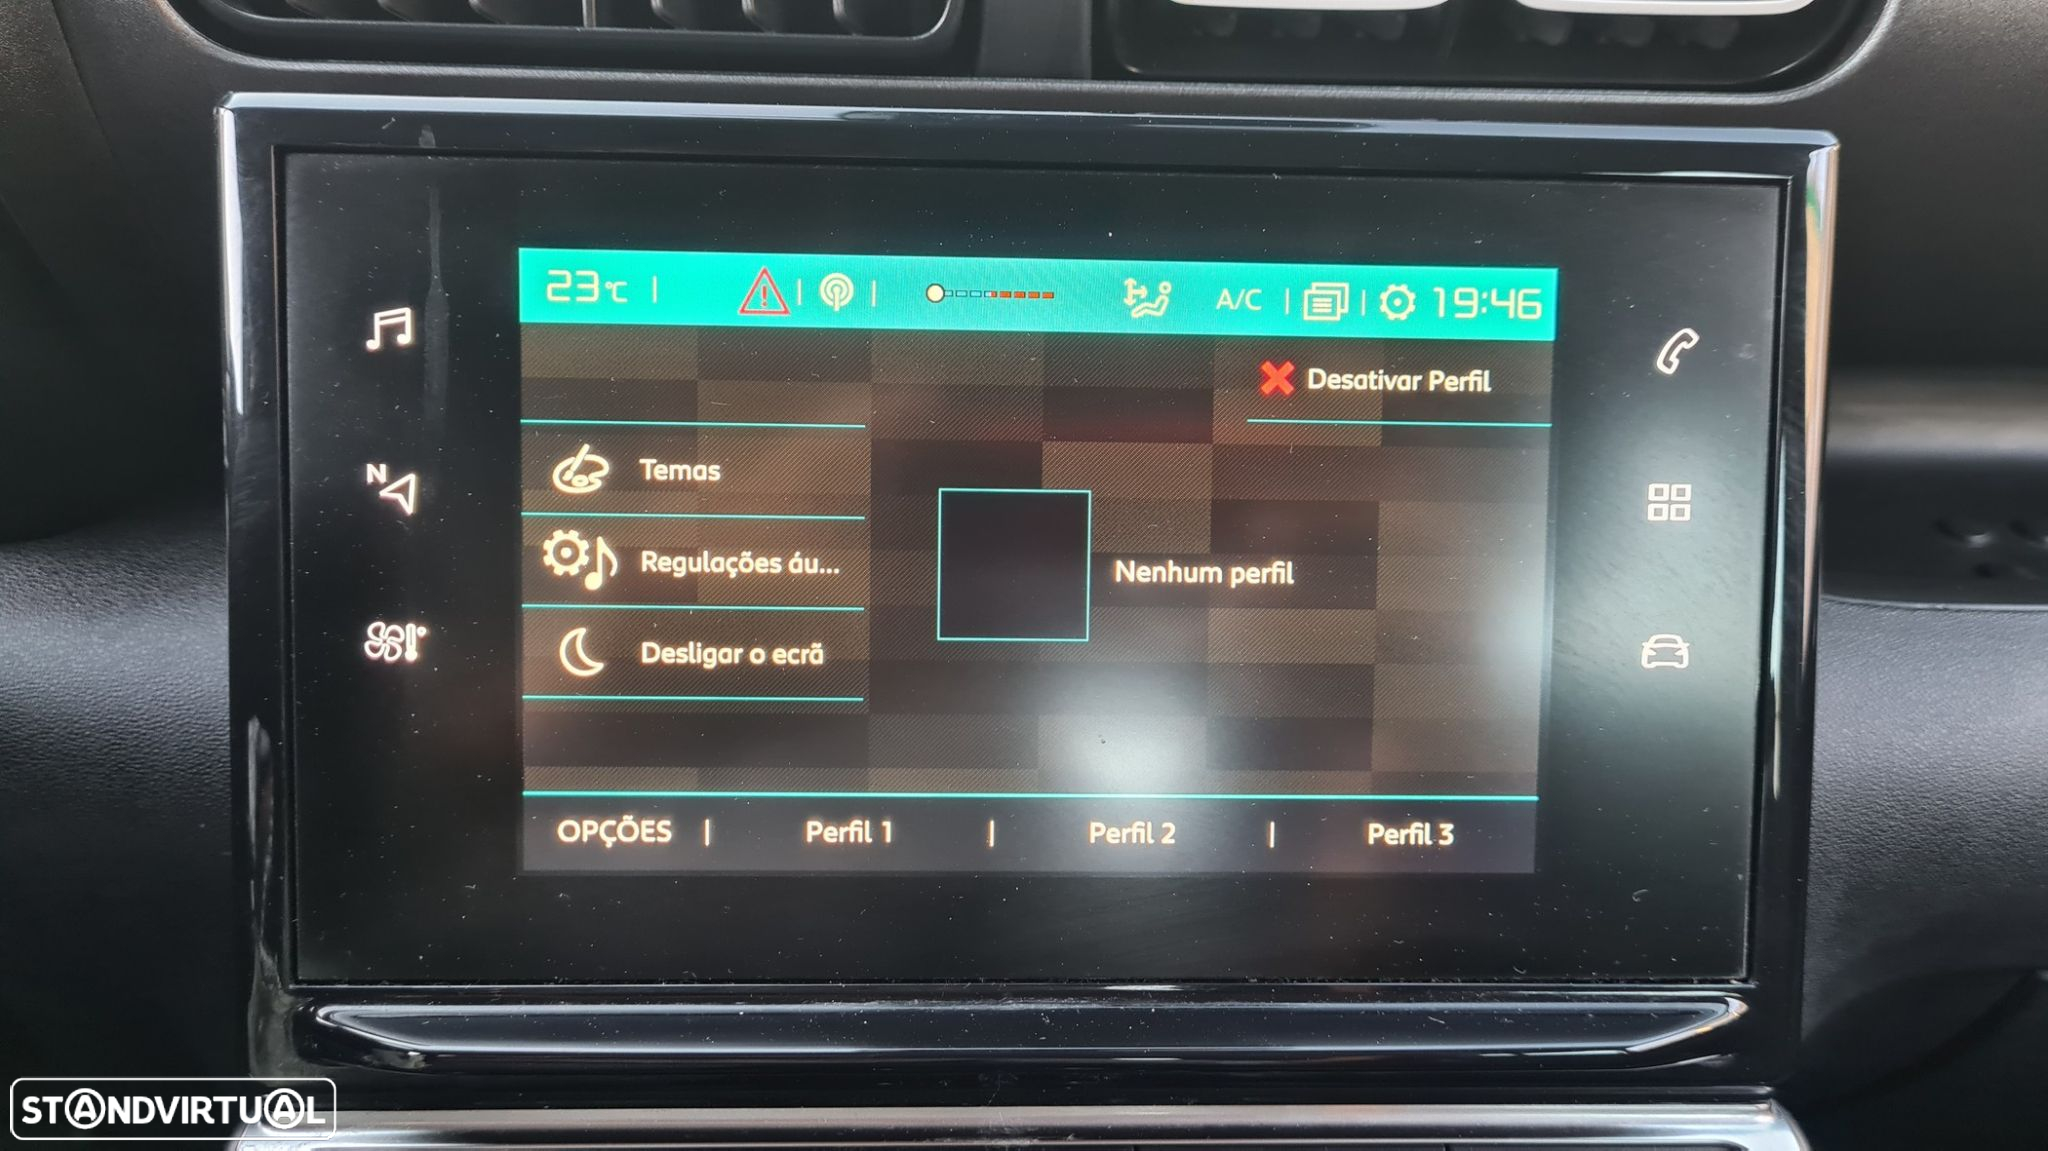 23°C | | | A/C | | 19:46
Desativar Perfil
Temas
Regulações áu...
Desligar o ecrã
Nenhum perfil
OPÇÕES | Perfil 1 | Perfil 2 | Perfil 3
N
STANDVIRTUAL